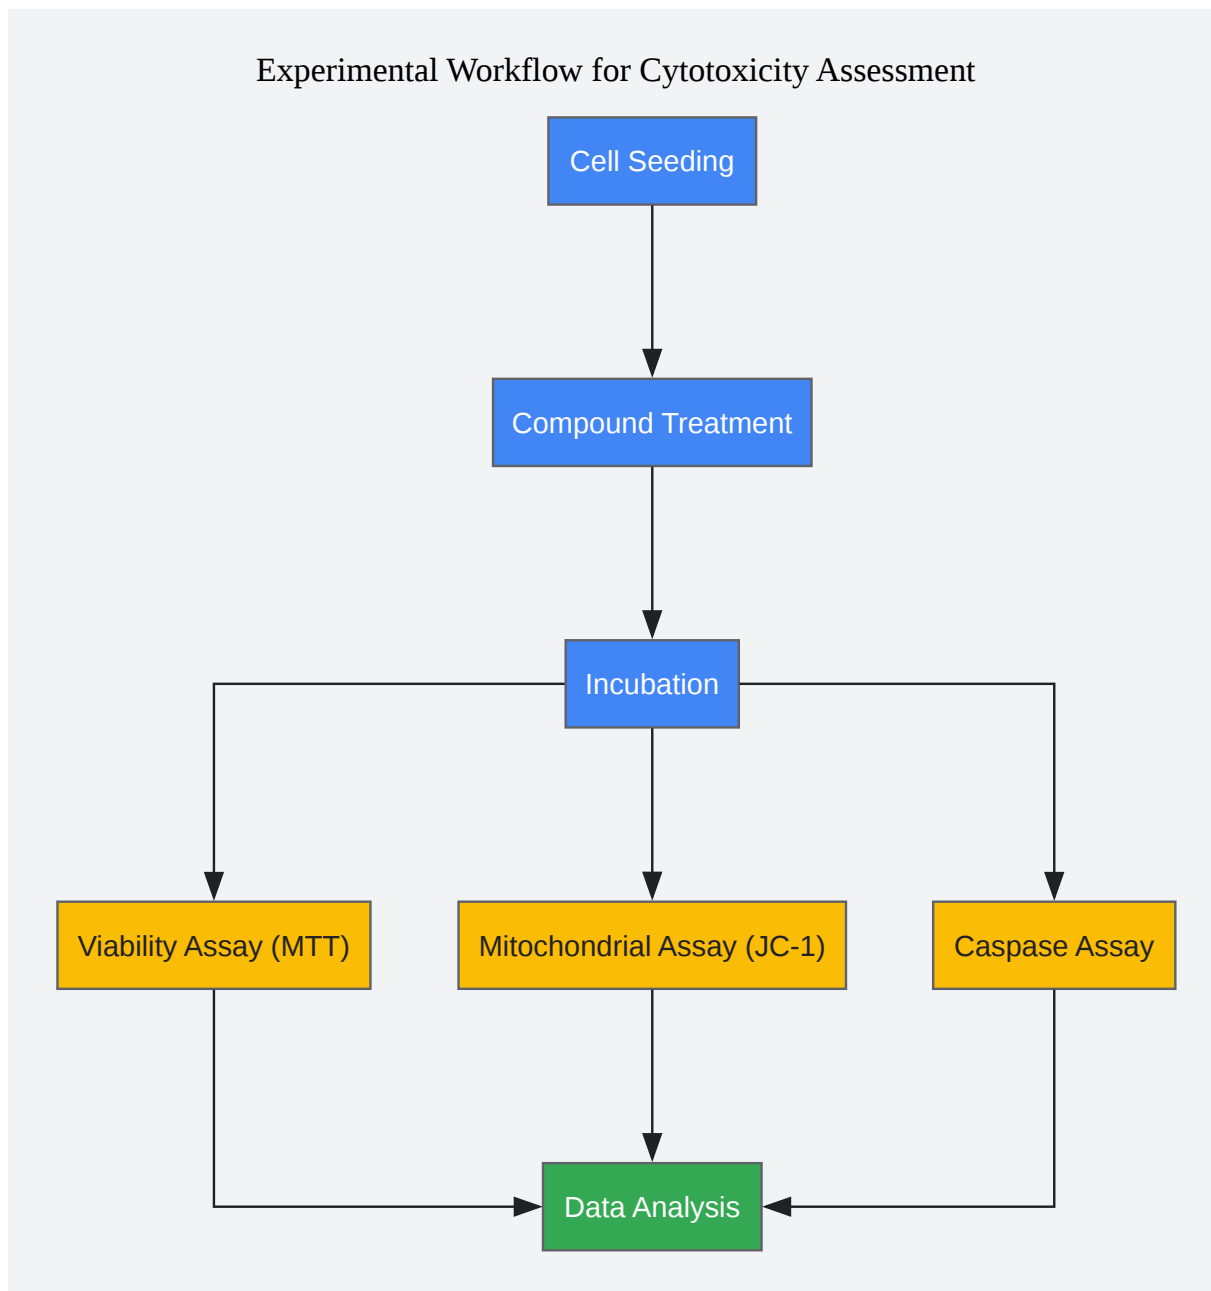 Experimental Workflow for Cytotoxicity Assessment
Cell Seeding
Compound Treatment
Incubation
Viability Assay (MTT)
Mitochondrial Assay (JC-1)
Caspase Assay
Data Analysis